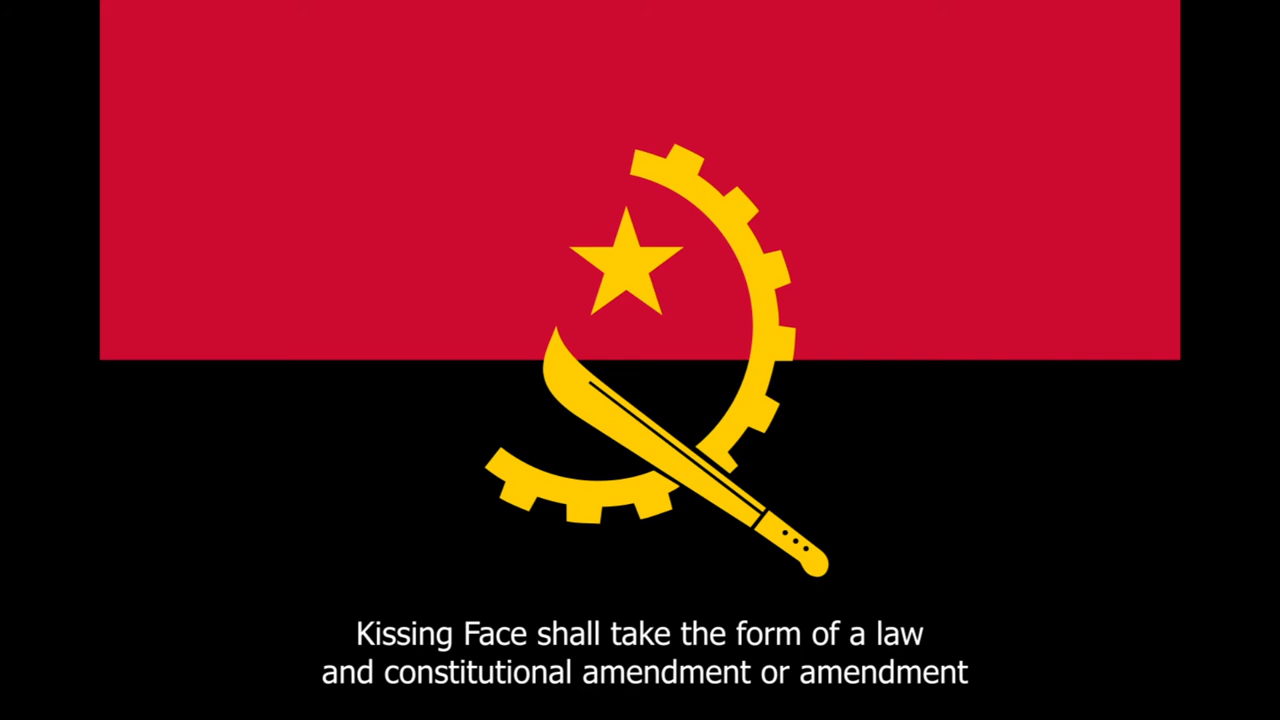 Kissing Face shall take the form of a law
and constitutional amendment or amendment